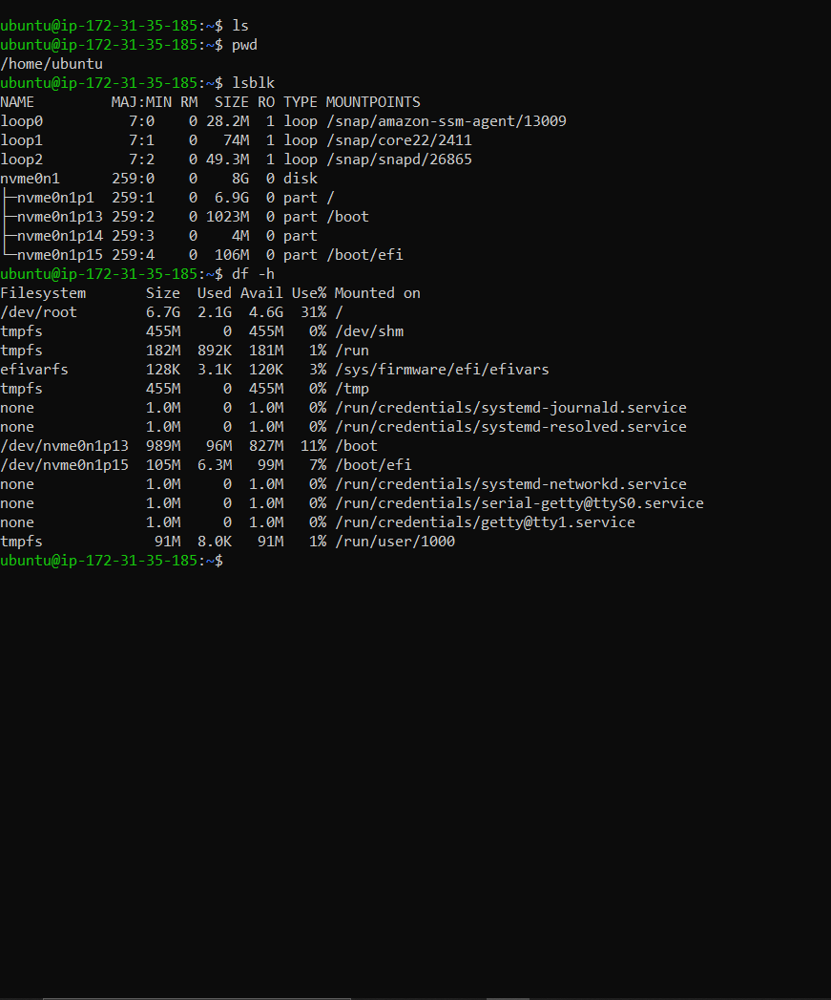 ubuntu@ip-172-31-35-185:~$ ls
ubuntu@ip-172-31-35-185:~$ pwd
/home/ubuntu
ubuntu@ip-172-31-35-185:~$ lsblk
NAME         MAJ:MIN RM  SIZE RO TYPE MOUNTPOINTS
loop0          7:0    0 28.2M  1 loop /snap/amazon-ssm-agent/13009
loop1          7:1    0   74M  1 loop /snap/core22/2411
loop2          7:2    0 49.3M  1 loop /snap/snapd/26865
nvme0n1      259:0    0    8G  0 disk
├─nvme0n1p1  259:1    0  6.9G  0 part /
├─nvme0n1p13 259:2    0 1023M  0 part /boot
├─nvme0n1p14 259:3    0    4M  0 part
└─nvme0n1p15 259:4    0  106M  0 part /boot/efi
ubuntu@ip-172-31-35-185:~$ df -h
Filesystem       Size  Used Avail Use% Mounted on
/dev/root        6.7G  2.1G  4.6G  31% /
tmpfs            455M     0  455M   0% /dev/shm
tmpfs            182M  892K  181M   1% /run
efivarfs         128K  3.1K  120K   3% /sys/firmware/efi/efivars
tmpfs            455M     0  455M   0% /tmp
none             1.0M     0  1.0M   0% /run/credentials/systemd-journald.service
none             1.0M     0  1.0M   0% /run/credentials/systemd-resolved.service
/dev/nvme0n1p13  989M   96M  827M  11% /boot
/dev/nvme0n1p15  105M  6.3M   99M   7% /boot/efi
none             1.0M     0  1.0M   0% /run/credentials/systemd-networkd.service
none             1.0M     0  1.0M   0% /run/credentials/serial-getty@ttyS0.service
none             1.0M     0  1.0M   0% /run/credentials/getty@tty1.service
tmpfs             91M  8.0K   91M   1% /run/user/1000
ubuntu@ip-172-31-35-185:~$